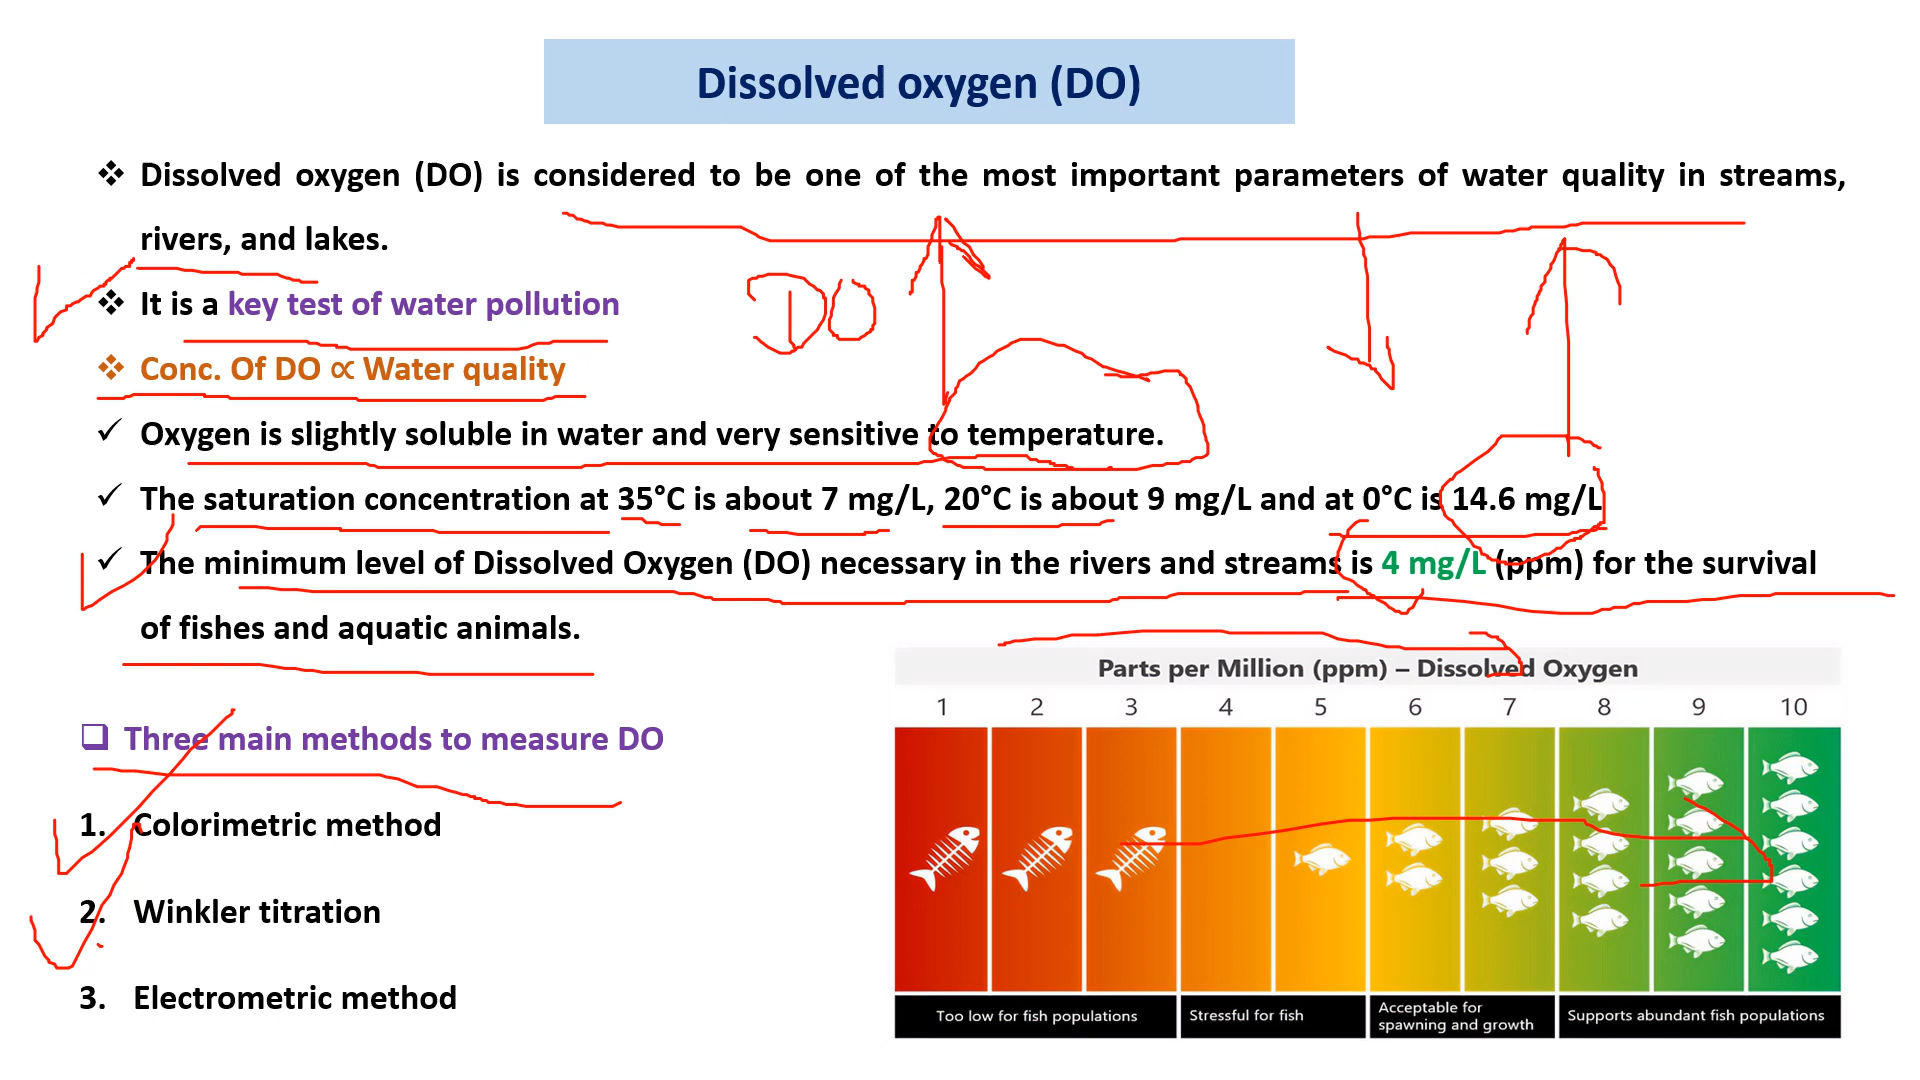 Dissolved oxygen (DO)
❖ Dissolved oxygen (DO) is considered to be one of the most important parameters of water quality in streams,
rivers, and lakes.
❖ It is a key test of water pollution
DO
❖ Conc. Of DO ∝ Water quality
✓ Oxygen is slightly soluble in water and very sensitive to temperature.
✓ The saturation concentration at 35°C is about 7 mg/L, 20°C is about 9 mg/L and at 0°C is 14.6 mg/L
✓ The minimum level of Dissolved Oxygen (DO) necessary in the rivers and streams is 4 mg/L (ppm) for the survival
of fishes and aquatic animals.
❑ Three main methods to measure DO
1. Colorimetric method
2. Winkler titration
3. Electrometric method
Parts per Million (ppm) – Dissolved Oxygen
1 2 3 4 5 6 7 8 9 10
Too low for fish populations
Stressful for fish
Acceptable for
spawning and growth
Supports abundant fish populations